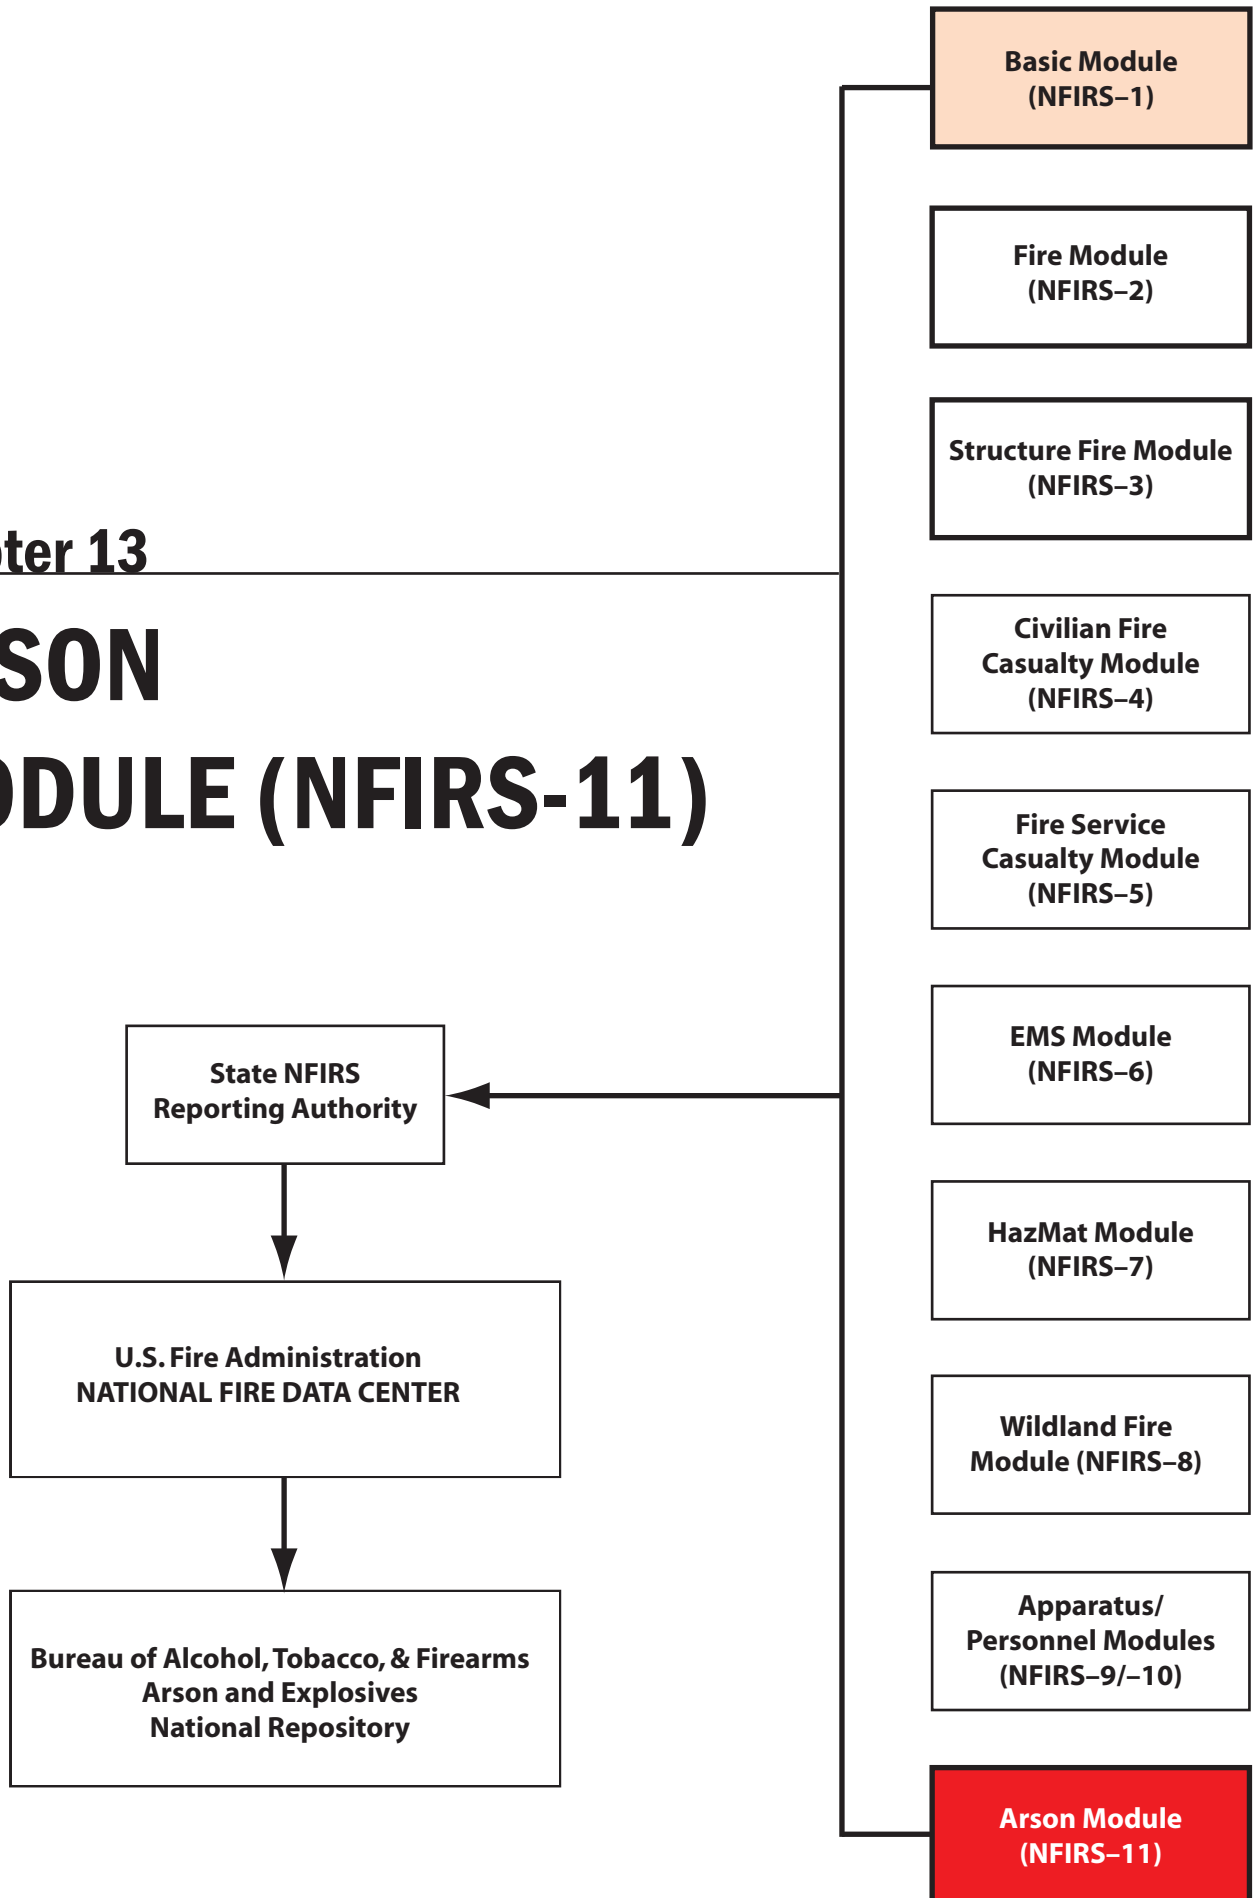 pter 13
SON
ODULE (NFIRS-11)
Basic Module
(NFIRS–1)
Fire Module
(NFIRS–2)
Structure Fire Module
(NFIRS–3)
Civilian Fire
Casualty Module
(NFIRS–4)
Fire Service
Casualty Module
(NFIRS–5)
EMS Module
(NFIRS–6)
HazMat Module
(NFIRS–7)
Wildland Fire
Module (NFIRS–8)
Apparatus/
Personnel Modules
(NFIRS–9/–10)
Arson Module
(NFIRS–11)
State NFIRS
Reporting Authority
U.S. Fire Administration
NATIONAL FIRE DATA CENTER
Bureau of Alcohol, Tobacco, & Firearms
Arson and Explosives
National Repository